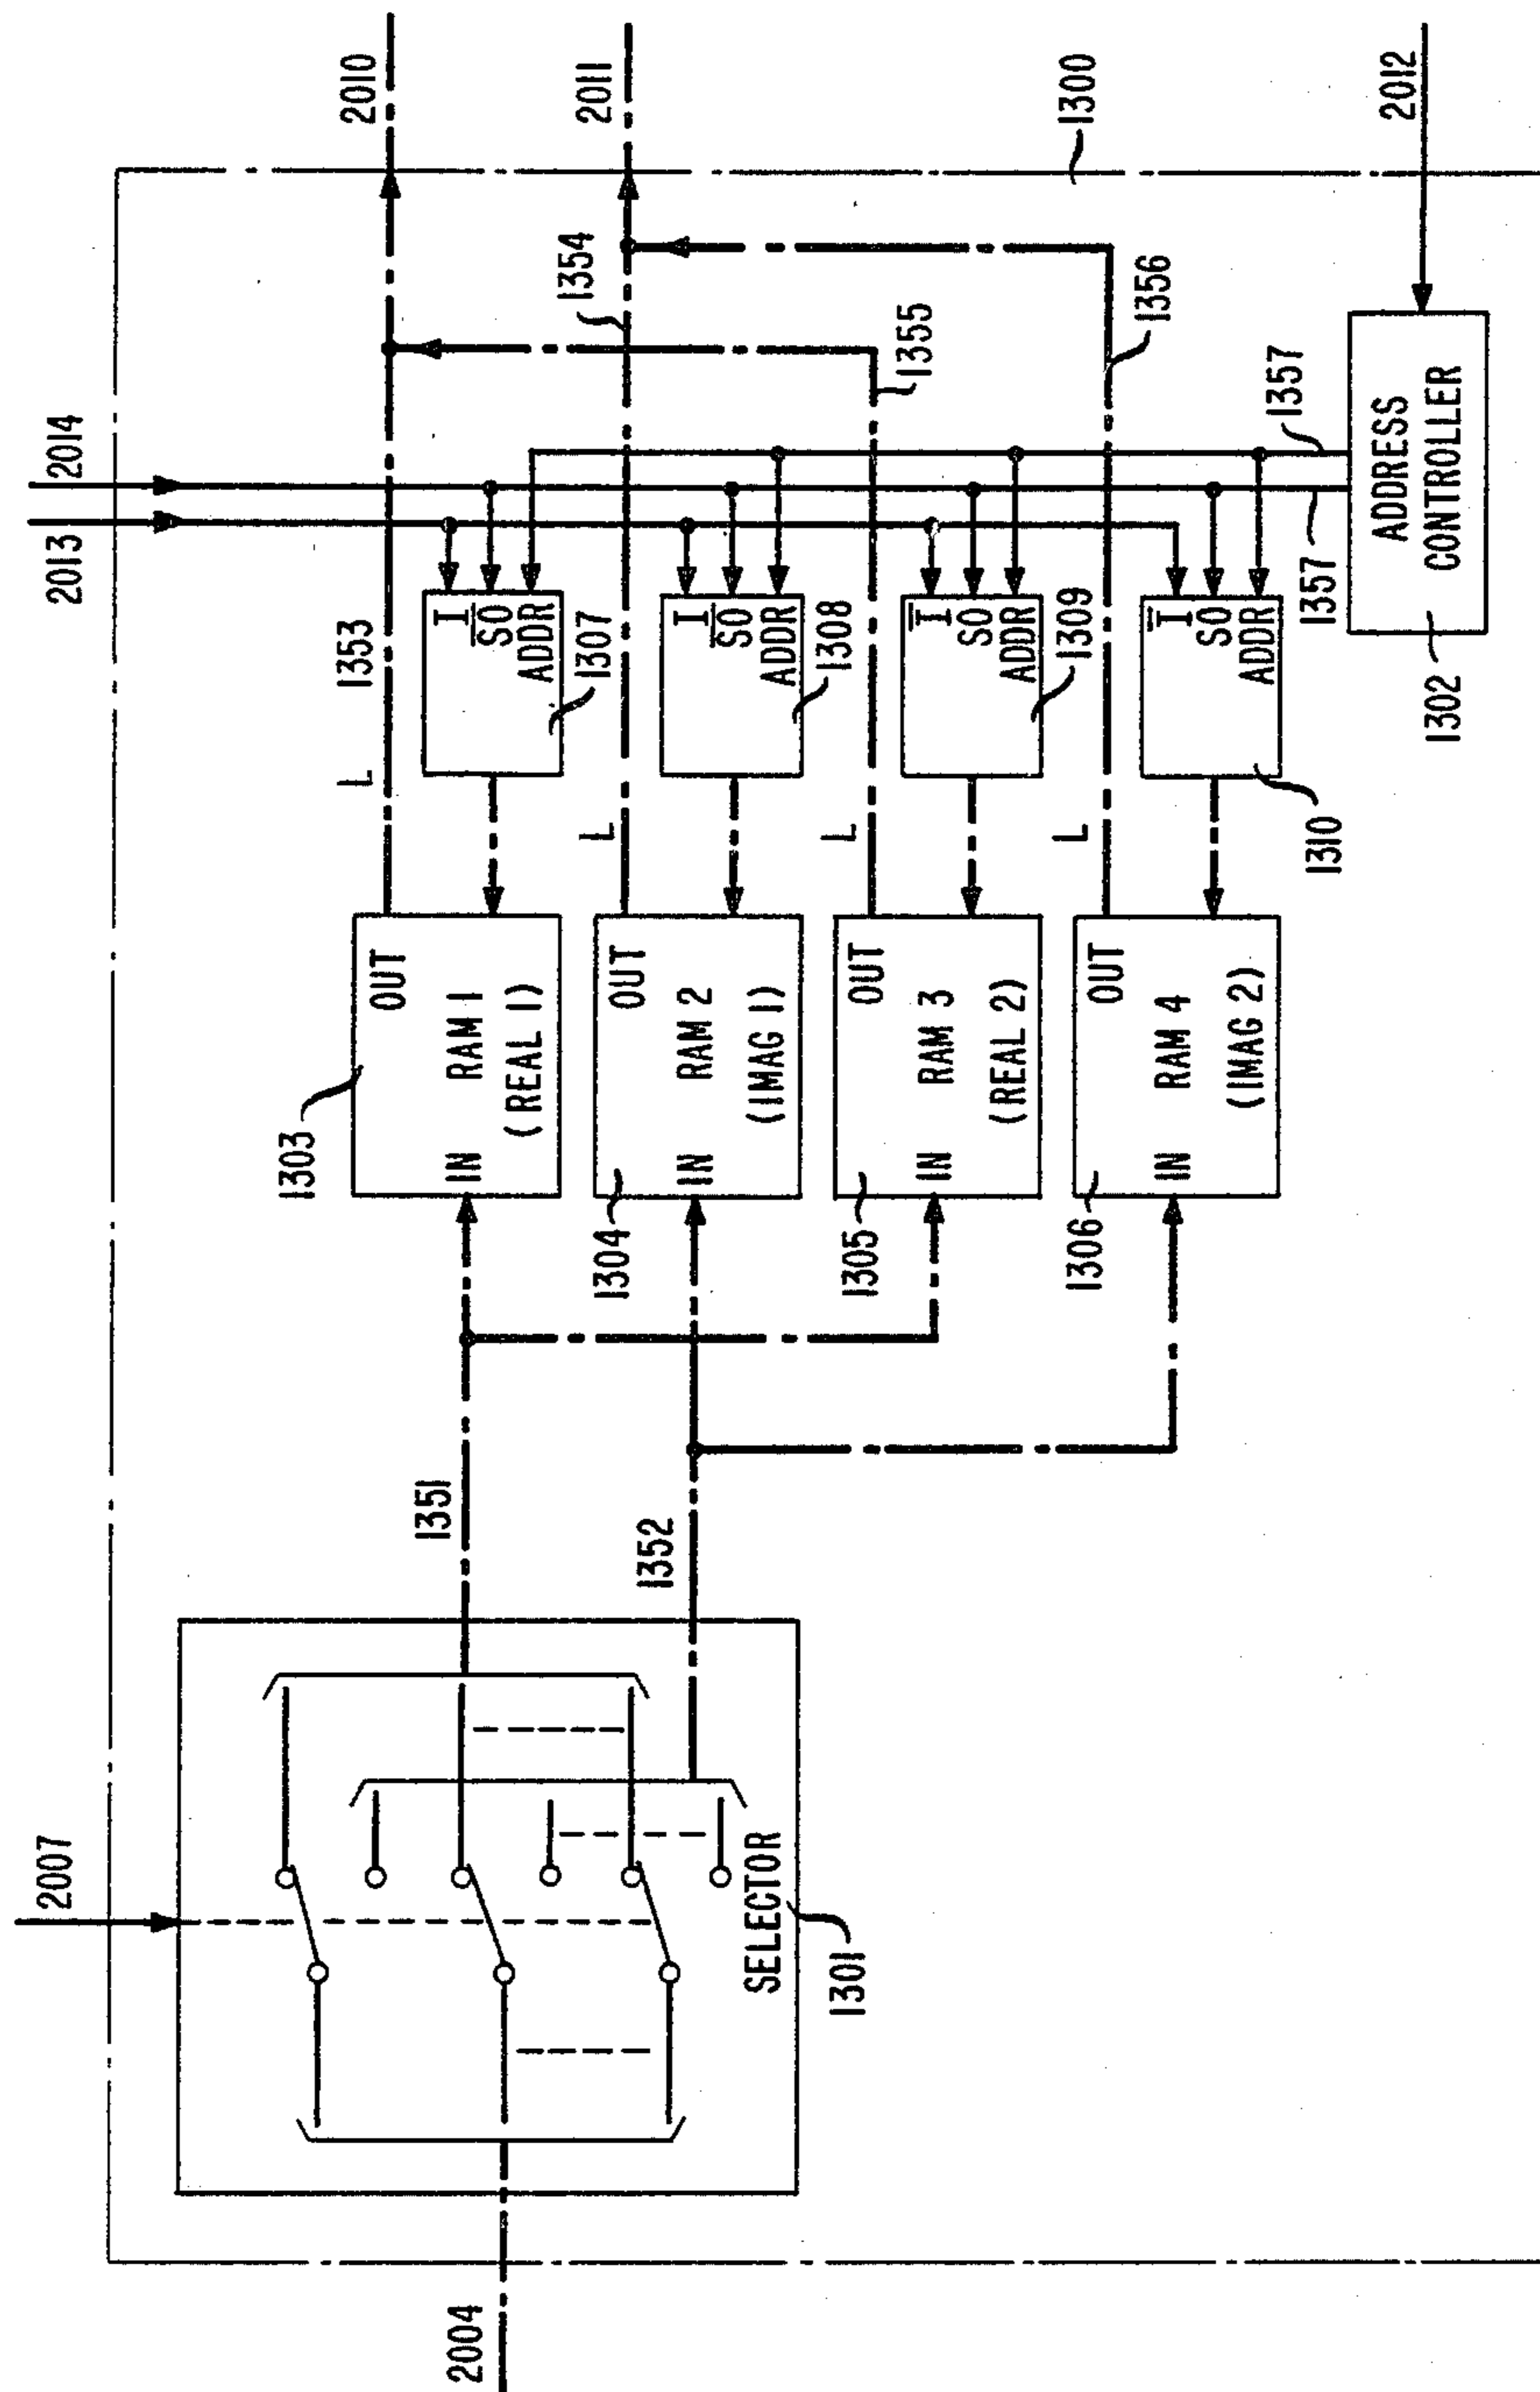 2007
2013
2014
1303
1353
L
2010
OUT
RAM 1
(REAL 1)
IN
1351
I̅
S̅O̅
ADDR
1307
2004
1304
1354
L
2011
OUT
RAM 2
(IMAG 1)
IN
1352
I̅
S̅O̅
ADDR
1308
SELECTOR
1301
1305
L
1355
OUT
RAM 3
(REAL 2)
IN
I̅
SO
ADDR
1309
1306
L
1356
1300
OUT
RAM 4
(IMAG 2)
IN
I̅
SO
ADDR
1310
1357
1357
2012
ADDRESS
CONTROLLER
1302